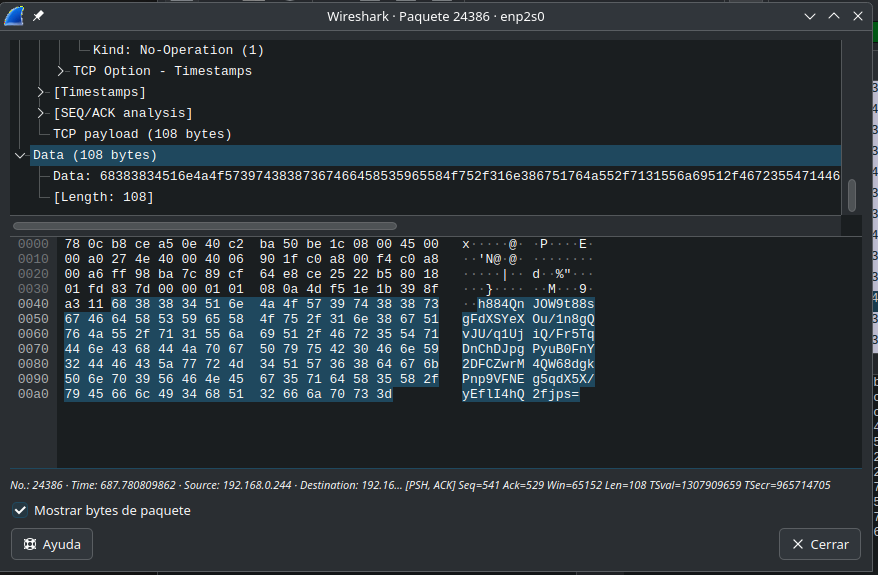 Wireshark · Paquete 24386 · enp2s0
Kind: No-Operation (1)
TCP Option - Timestamps
[Timestamps]
[SEQ/ACK analysis]
TCP payload (108 bytes)
Data (108 bytes)
Data: 68383834516e4a4f57397438387367466458535965584f752f316e386751764a552f7131556a69512f4672355471446
[Length: 108]
0000 78 0c b8 ce a5 0e 40 c2 ba 50 be 1c 08 00 45 00 x·····@· ·P····E·
0010 00 a0 27 4e 40 00 40 06 90 1f c0 a8 00 f4 c0 a8 ··'N@·@· ········
0020 00 a6 ff 98 ba 7c 89 cf 64 e8 ce 25 22 b5 80 18 ·····|·· d··%"···
0030 01 fd 83 7d 00 00 01 01 08 0a 4d f5 1e 1b 39 8f ···}···· ··M···9·
0040 a3 11 68 38 38 34 51 6e 4a 4f 57 39 74 38 38 73 ··h884Qn JOW9t88s
0050 67 46 64 58 53 59 65 58 4f 75 2f 31 6e 38 67 51 gFdXSYeX Ou/1n8gQ
0060 76 4a 55 2f 71 31 55 6a 69 51 2f 46 72 35 54 71 vJU/q1Uj iQ/Fr5Tq
0070 44 6e 43 68 44 4a 70 67 50 79 75 42 30 46 6e 59 DnChDJpg PyuB0FnY
0080 32 44 46 43 5a 77 72 4d 34 51 57 36 38 64 67 6b 2DFCZwrM 4QW68dgk
0090 50 6e 70 39 56 46 4e 45 67 35 71 64 58 35 58 2f Pnp9VFNE g5qdX5X/
00a0 79 45 66 6c 49 34 68 51 32 66 6a 70 73 3d yEflI4hQ 2fjps=
No.: 24386 · Time: 687.780809862 · Source: 192.168.0.244 · Destination: 192.16... [PSH, ACK] Seq=541 Ack=529 Win=65152 Len=108 TSval=1307909659 TSecr=965714705
Mostrar bytes de paquete
Ayuda
Cerrar